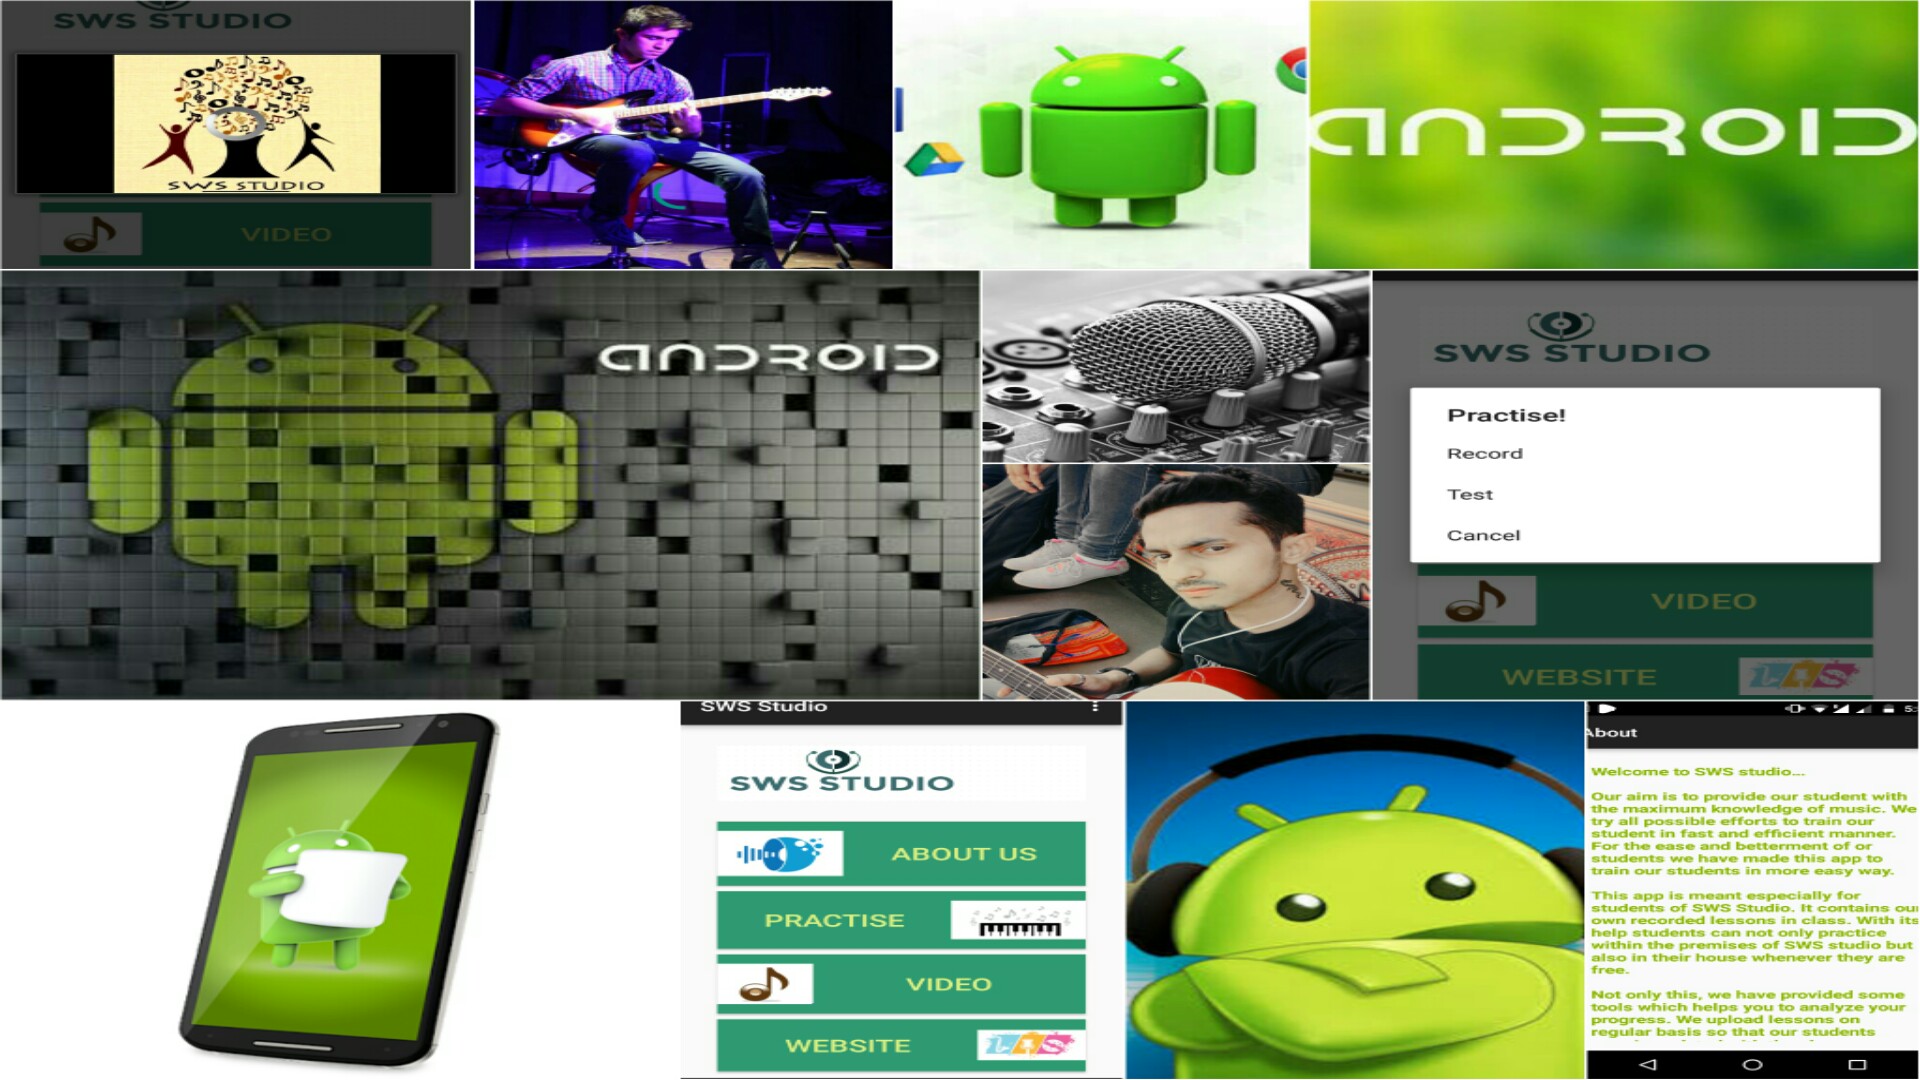 SWS STUDIO
SWS STUDIO
VIDEO
ANDROID
ANDROID
SWS STUDIO
Practise!
Record
Test
Cancel
VIDEO
WEBSITE
LAS
SWS Studio
SWS STUDIO
ABOUT US
PRACTISE
VIDEO
WEBSITE
LAS
About
Welcome to SWS studio...
Our aim is to provide our student with
the maximum knowledge of music. We
try all possible efforts to train our
student in fast and efficient manner.
For the ease and betterment of or
students we have made this app to
train our students in more easy way.
This app is meant especially for
students of SWS Studio. It contains our
own recorded lessons in class. With its
help students can not only practice
within the premises of SWS studio but
also in their house whenever they are
free.
Not only this, we have provided some
tools which helps you to analyze your
progress. We upload lessons on
regular basis so that our students